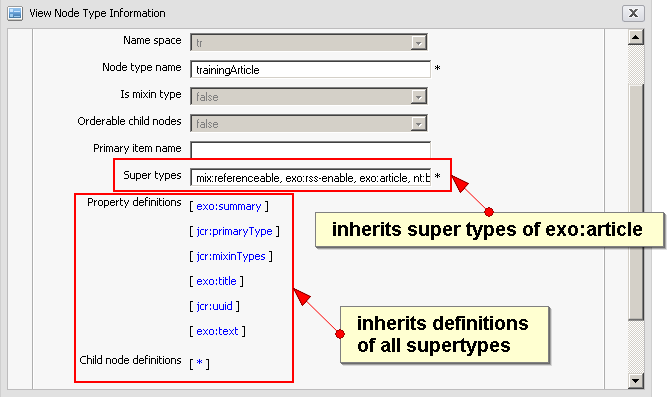 View Node Type Information
Name space tr
Node type name trainingArticle *
Is mixin type false
Orderable child nodes false
Primary item name
Super types mix:referenceable, exo:rss-enable, exo:article, nt:b *
Property definitions [ exo:summary ]
inherits super types of exo:article
[ jcr:primaryType ]
[ jcr:mixinTypes ]
[ exo:title ]
[ jcr:uuid ]
inherits definitions
[ exo:text ]
of all supertypes
Child node definitions [ * ]